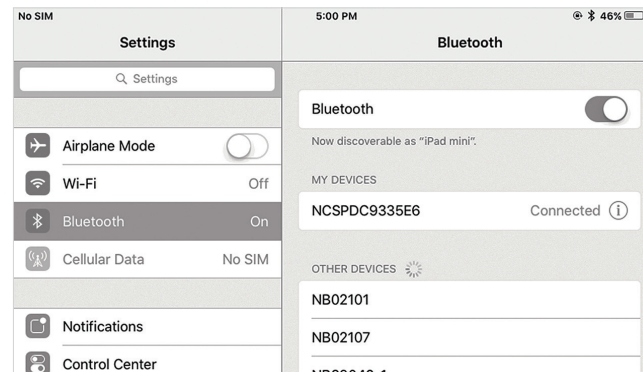 No SIM
5:00 PM
46%
Settings
Bluetooth
Settings
Airplane Mode
Wi-Fi
Off
Bluetooth
On
Cellular Data
No SIM
Notifications
Control Center
Bluetooth
Now discoverable as “iPad mini”.
MY DEVICES
NCSPDC9335E6
Connected
OTHER DEVICES
NB02101
NB02107